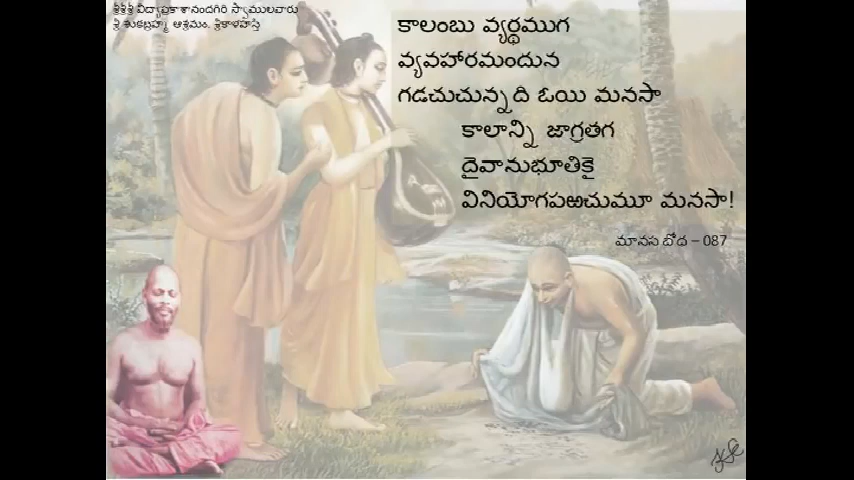 శ్రీశ్రీశ్రీ విద్యాప్రకాశానందగిరి స్వాములవారు
శ్రీ శుకబ్రహ్మ ఆశ్రమం, శ్రీకాళహస్తి
కాలంబు వ్యర్థముగ
వ్యవహారమందున
గడచుచున్నది ఓయి మనసా
కాలాన్ని జాగ్రతగ
దైవానుభూతికై
వినియోగపఱచుమూ మనసా!
మానస బోధ – 087